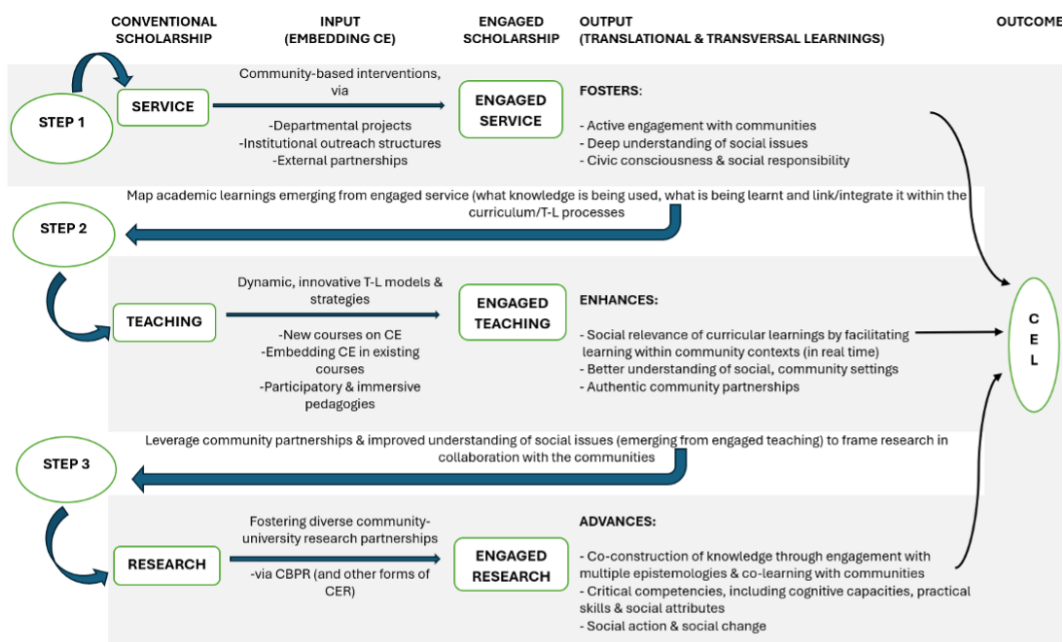 CONVENTIONAL SCHOLARSHIP
INPUT (EMBEDDING CE)
ENGAGED SCHOLARSHIP
OUTPUT (TRANSLATIONAL & TRANSVERSAL LEARNINGS)
OUTCOME
STEP 1
SERVICE
Community-based interventions,
via
-Departmental projects
-Institutional outreach structures
-External partnerships
ENGAGED
SERVICE
FOSTERS:
- Active engagement with communities
- Deep understanding of social issues
- Civic consciousness & social responsibility
Map academic learnings emerging from engaged service (what knowledge is being used, what is being learnt and link/integrate it within the
curriculum/T-L processes
STEP 2
TEACHING
Dynamic, innovative T-L models &
strategies
-New courses on CE
-Embedding CE in existing
courses
-Participatory & immersive
pedagogies
ENGAGED
TEACHING
ENHANCES:
- Social relevance of curricular learnings by facilitating
learning within community contexts (in real time)
- Better understanding of social, community settings
- Authentic community partnerships
C
E
L
Leverage community partnerships & improved understanding of social issues (emerging from engaged teaching) to frame research in
collaboration with the communities
STEP 3
RESEARCH
Fostering diverse community-
university research partnerships
-via CBPR (and other forms of
CER)
ENGAGED
RESEARCH
ADVANCES:
- Co-construction of knowledge through engagement with
multiple epistemologies & co-learning with communities
- Critical competencies, including cognitive capacities, practical
skills & social attributes
- Social action & social change